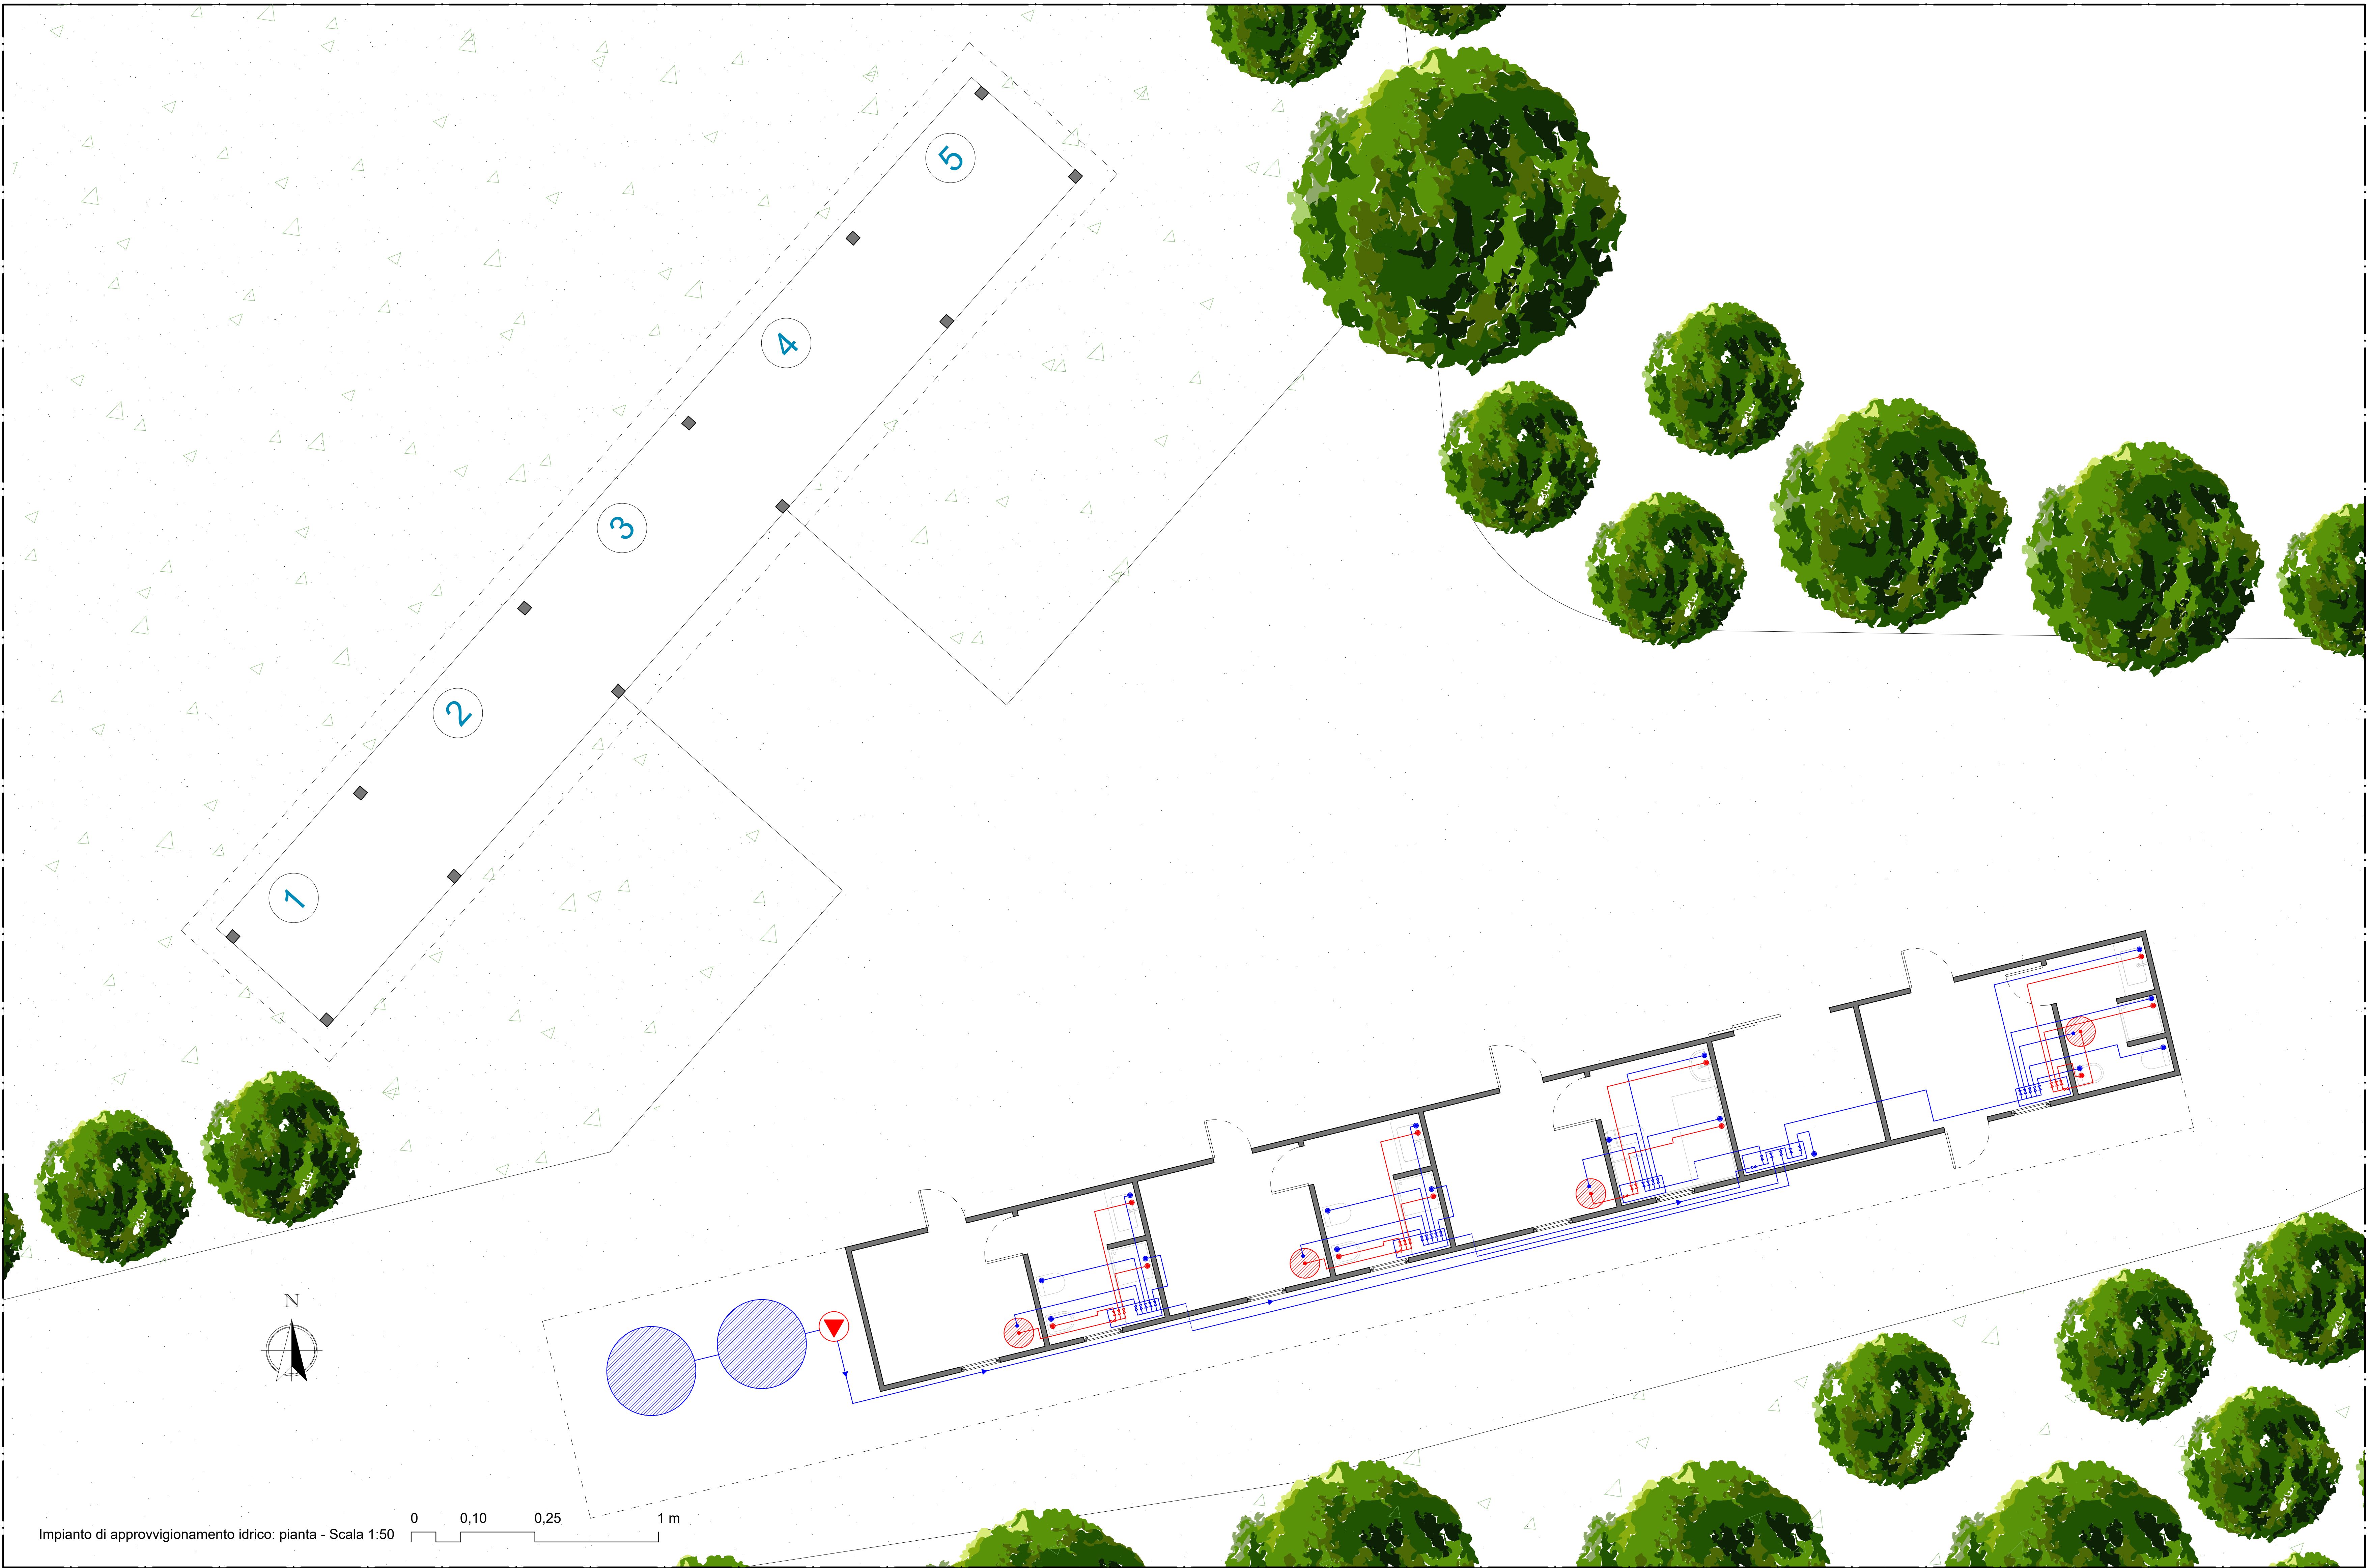 5
4
3
2
1
N
0 0,10 0,25 1 m
Impianto di approvvigionamento idrico: pianta - Scala 1:50